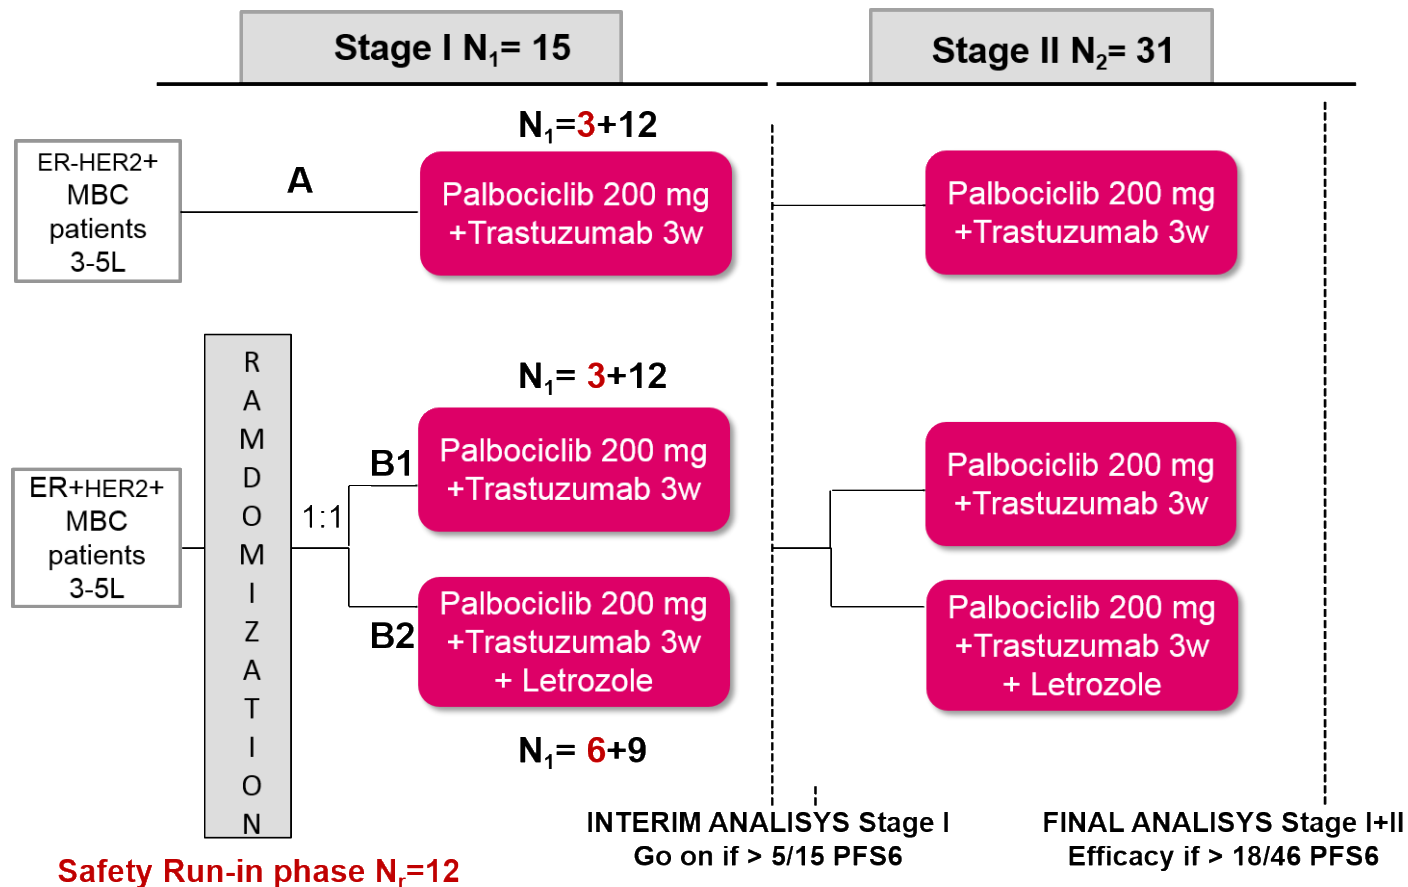 Stage I N1= 15
Stage II N2= 31
N1=3+12
ER-HER2+
MBC
patients
3-5L
A
Palbociclib 200 mg
+Trastuzumab 3w
Palbociclib 200 mg
+Trastuzumab 3w
RAMDOMIZATION
N1= 3+12
ER+HER2+
MBC
patients
3-5L
1:1
B1
Palbociclib 200 mg
+Trastuzumab 3w
Palbociclib 200 mg
+Trastuzumab 3w
B2
Palbociclib 200 mg
+Trastuzumab 3w
+ Letrozole
Palbociclib 200 mg
+Trastuzumab 3w
+ Letrozole
N1= 6+9
INTERIM ANALISYS Stage I
Go on if > 5/15 PFS6
FINAL ANALISYS Stage I+II
Efficacy if > 18/46 PFS6
Safety Run-in phase Nr=12